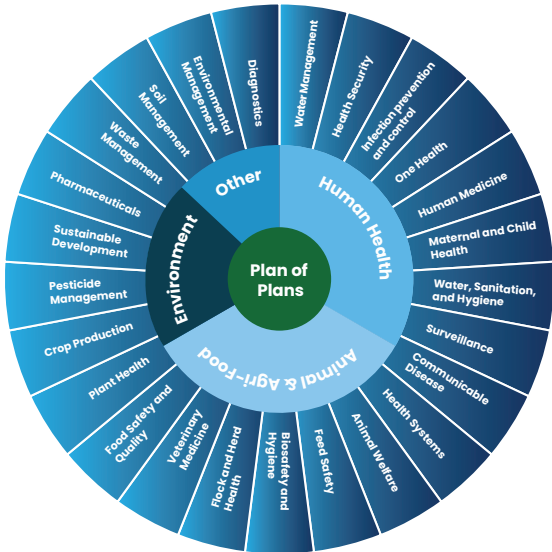 Plan of
Plans
Human Health
Animal & Agri-Food
Environment
Other
Water Management
Health Security
Infection prevention
and control
One Health
Human Medicine
Maternal and Child
Health
Water, Sanitation,
and Hygiene
Surveillance
Communicable
Disease
Health Systems
Animal Welfare
Feed Safety
Biosafety and
Hygiene
Flock and Herd
Health
Veterinary
Medicine
Food Safety and
Quality
Plant Health
Crop Production
Pesticide
Management
Sustainable
Development
Pharmaceuticals
Waste
Management
Soil
Management
Environmental
Management
Diagnostics